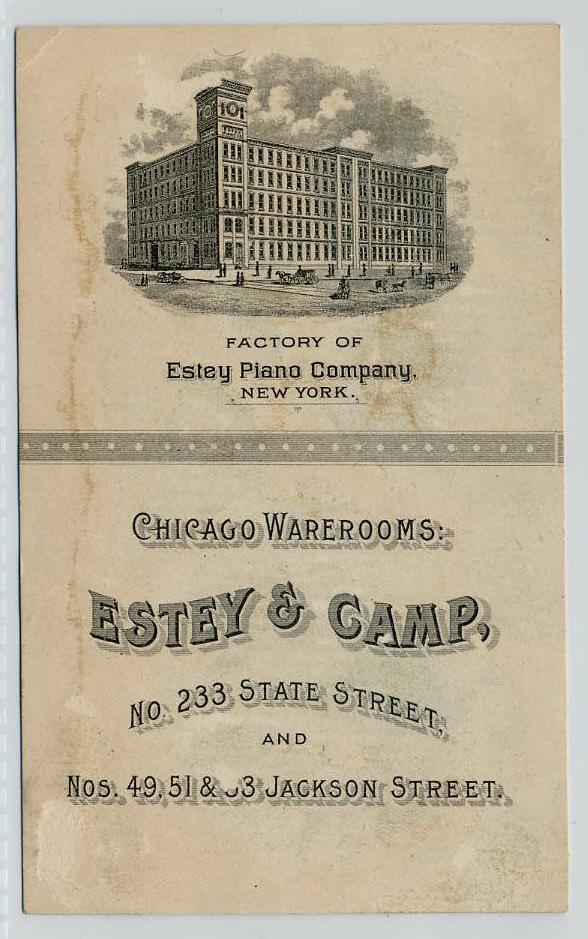 FACTORY OF
Estey Piano Company,
NEW YORK.
CHICAGO WAREROOMS:
ESTEY & CAMP,
No. 233 STATE STREET,
AND
Nos. 49, 51 & 3 JACKSON STREET.